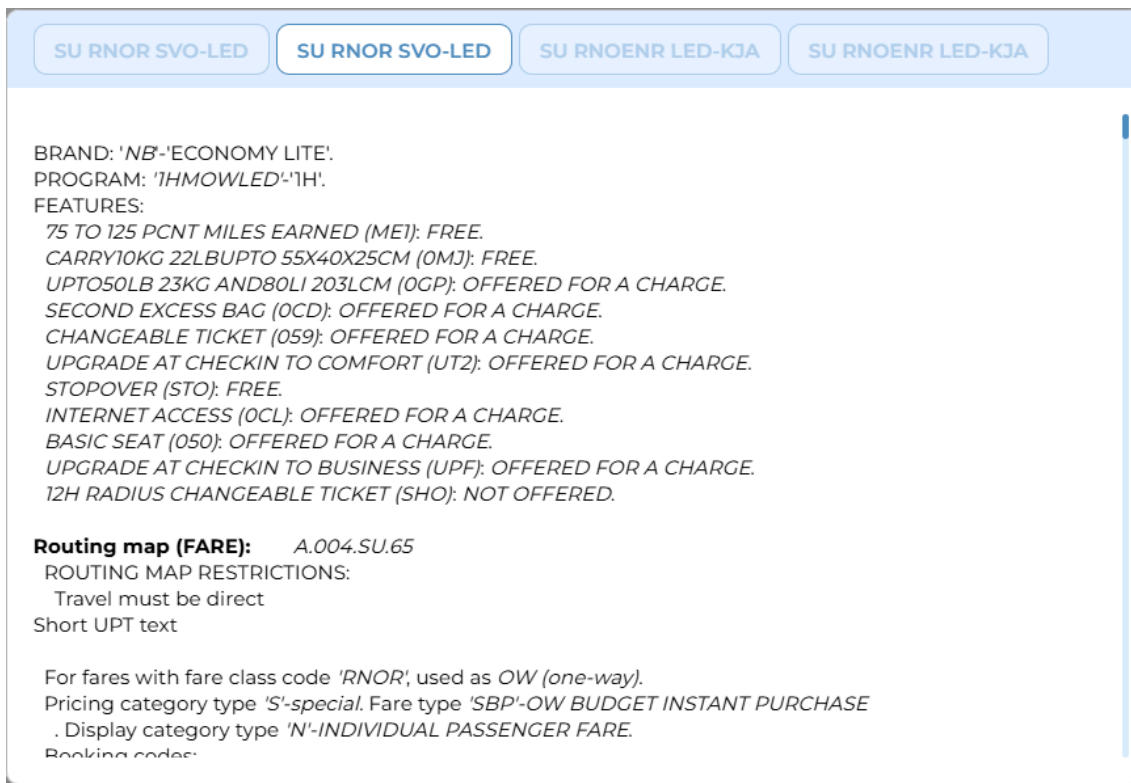 SU RNOR SVO-LED
SU RNOR SVO-LED
SU RNOENR LED-KJA
SU RNOENR LED-KJA
BRAND: 'NB'-'ECONOMY LITE'.
PROGRAM: '1HMOWLED'-'1H'.
FEATURES:
75 TO 125 PCNT MILES EARNED (ME1): FREE.
CARRY10KG 22LBUPTO 55X40X25CM (0MJ): FREE.
UPTO50LB 23KG AND80LI 203LCM (0GP): OFFERED FOR A CHARGE.
SECOND EXCESS BAG (0CD): OFFERED FOR A CHARGE.
CHANGEABLE TICKET (059): OFFERED FOR A CHARGE.
UPGRADE AT CHECKIN TO COMFORT (UT2): OFFERED FOR A CHARGE.
STOPOVER (STO): FREE.
INTERNET ACCESS (0CL): OFFERED FOR A CHARGE.
BASIC SEAT (050): OFFERED FOR A CHARGE.
UPGRADE AT CHECKIN TO BUSINESS (UPF): OFFERED FOR A CHARGE.
12H RADIUS CHANGEABLE TICKET (SHO): NOT OFFERED.
Routing map (FARE): A.004.SU.65
ROUTING MAP RESTRICTIONS:
Travel must be direct
Short UPT text
For fares with fare class code 'RNOR', used as OW (one-way).
Pricing category type 'S'-special. Fare type 'SBP'-OW BUDGET INSTANT PURCHASE
. Display category type 'N'-INDIVIDUAL PASSENGER FARE.
Booking codes: